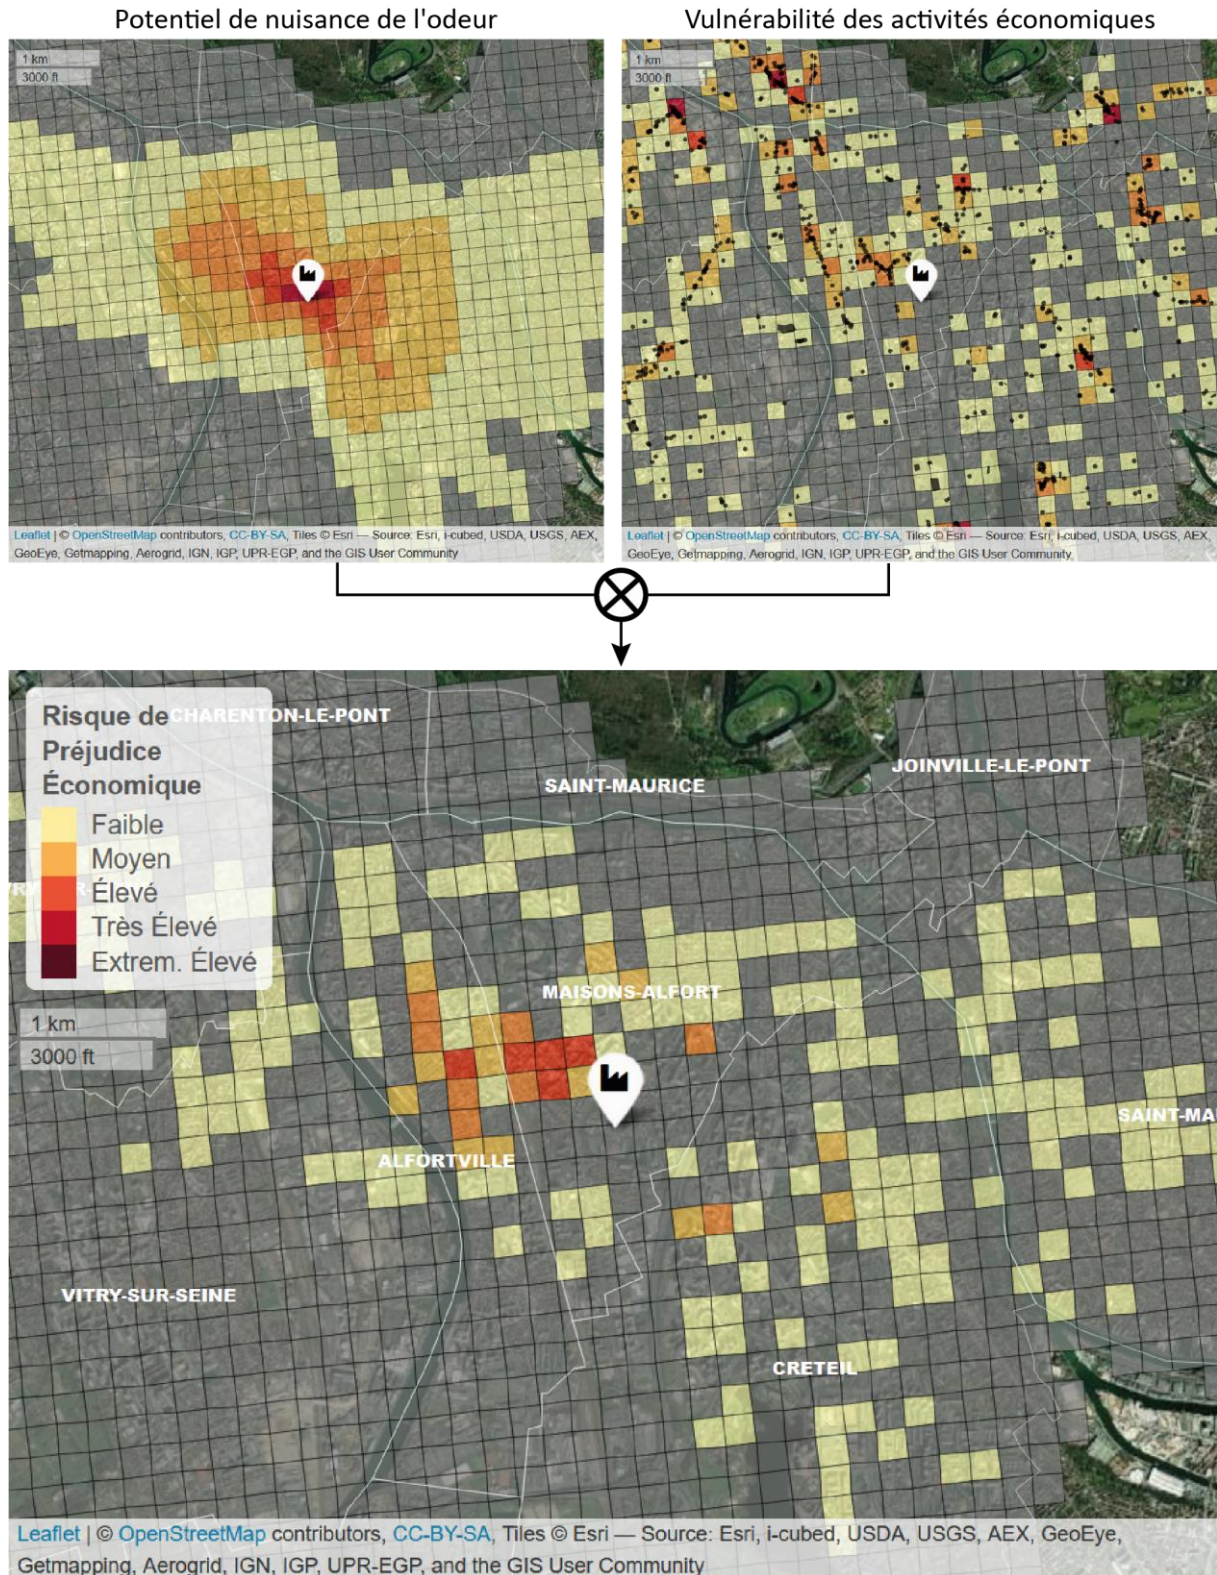 Potentiel de nuisance de l'odeur
Vulnérabilité des activités économiques
1 km
3000 ft
Leaflet | © OpenStreetMap contributors, CC-BY-SA, Tiles © Esri — Source: Esri, i-cubed, USDA, USGS, AEX,
GeoEye, Getmapping, Aerogrid, IGN, IGP, UPR-EGP, and the GIS User Community
1 km
3000 ft
Leaflet | © OpenStreetMap contributors, CC-BY-SA, Tiles © Esri — Source: Esri, i-cubed, USDA, USGS, AEX,
GeoEye, Getmapping, Aerogrid, IGN, IGP, UPR-EGP, and the GIS User Community
Risque de
Préjudice
Économique
Faible
Moyen
Élevé
Très Élevé
Extrem. Élevé
CHARENTON-LE-PONT
SAINT-MAURICE
JOINVILLE-LE-PONT
MAISONS-ALFORT
1 km
3000 ft
SAINT-MA
ALFORTVILLE
VITRY-SUR-SEINE
CRETEIL
Leaflet | © OpenStreetMap contributors, CC-BY-SA, Tiles © Esri — Source: Esri, i-cubed, USDA, USGS, AEX, GeoEye,
Getmapping, Aerogrid, IGN, IGP, UPR-EGP, and the GIS User Community